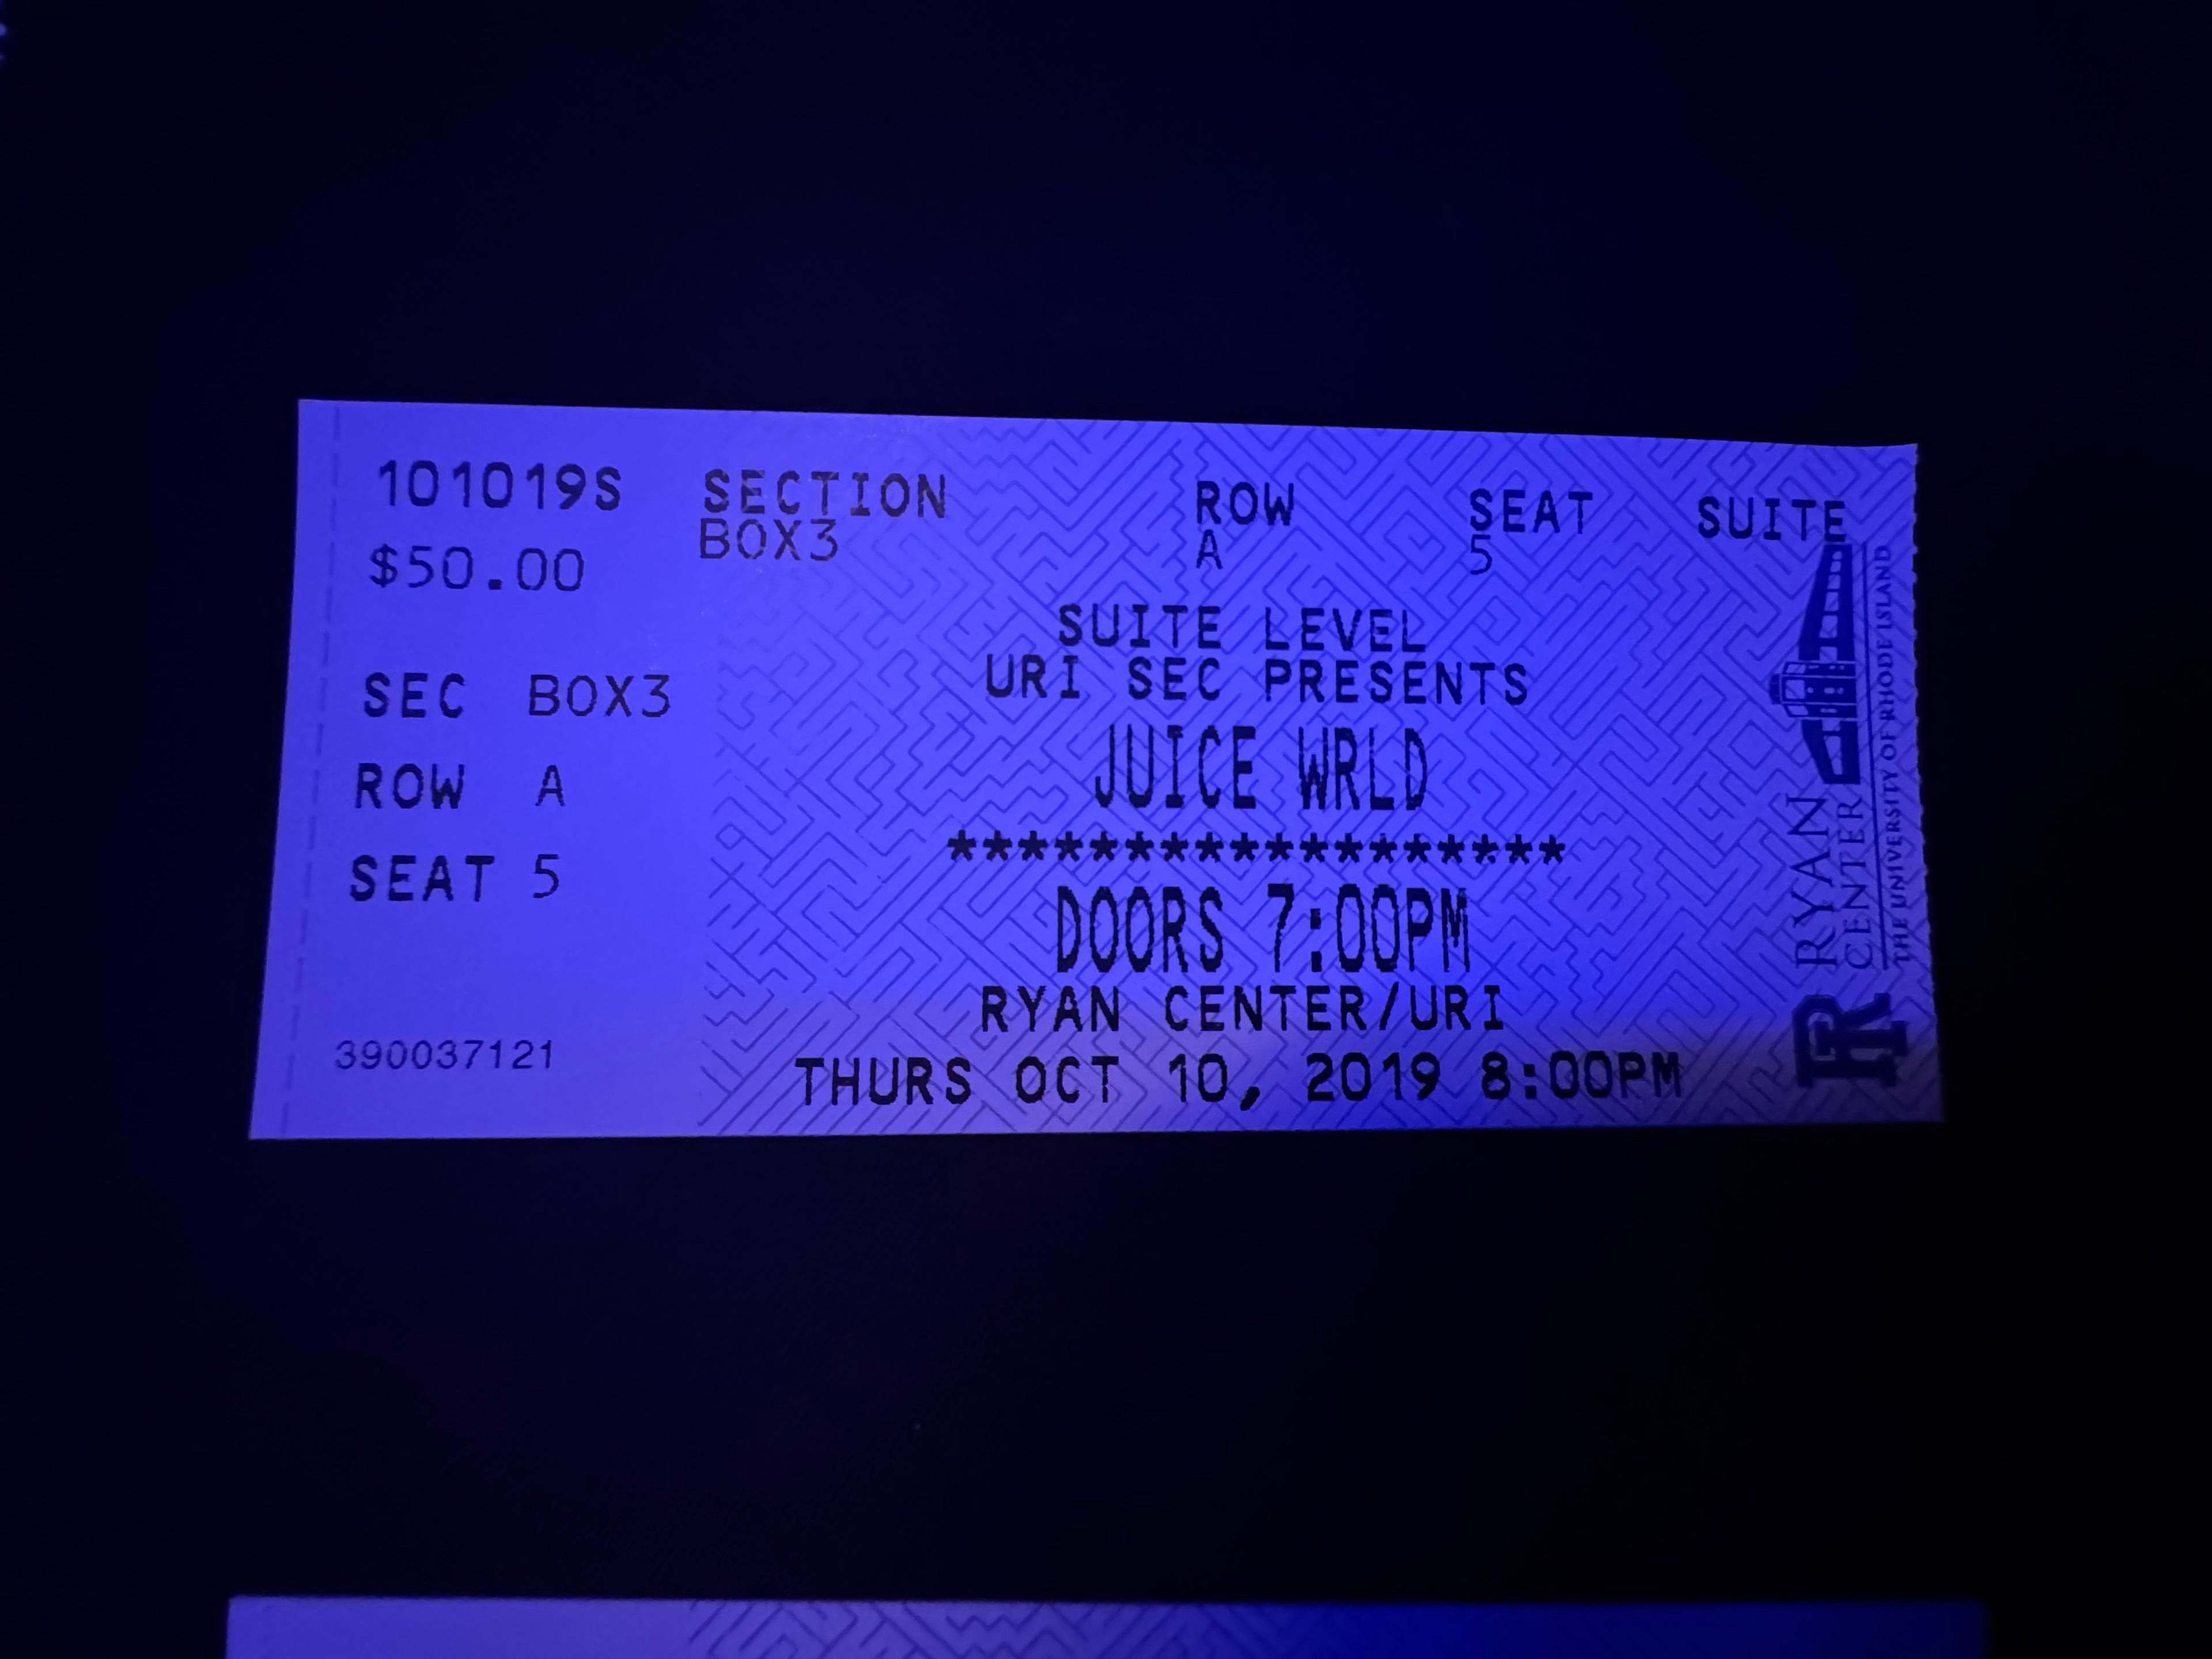 101019S
$50.00
SEC BOX3
ROW A
SEAT 5
390037121
SECTION ROW SEAT SUITE
BOX3 A 5
SUITE LEVEL
URI SEC PRESENTS
JUICE WRLD
******************
DOORS 7:00PM
RYAN CENTER/URI
THURS OCT 10, 2019 8:00PM
RYAN
CENTER
THE UNIVERSITY OF RHODE ISLAND
RI